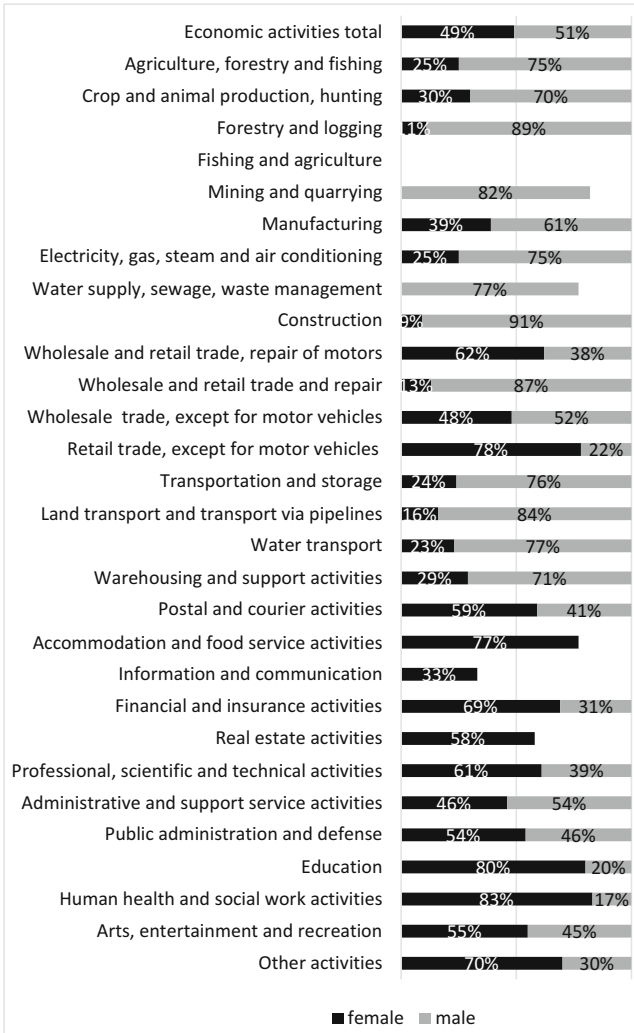 Economic activities total 49% 51%
Agriculture, forestry and fishing 25% 75%
Crop and animal production, hunting 30% 70%
Forestry and logging 11% 89%
Fishing and agriculture
Mining and quarrying 82%
Manufacturing 39% 61%
Electricity, gas, steam and air conditioning 25% 75%
Water supply, sewage, waste management 77%
Construction 9% 91%
Wholesale and retail trade, repair of motors 62% 38%
Wholesale and retail trade and repair 13% 87%
Wholesale trade, except for motor vehicles 48% 52%
Retail trade, except for motor vehicles 78% 22%
Transportation and storage 24% 76%
Land transport and transport via pipelines 16% 84%
Water transport 23% 77%
Warehousing and support activities 29% 71%
Postal and courier activities 59% 41%
Accommodation and food service activities 77%
Information and communication 33%
Financial and insurance activities 69% 31%
Real estate activities 58%
Professional, scientific and technical activities 61% 39%
Administrative and support service activities 46% 54%
Public administration and defense 54% 46%
Education 80% 20%
Human health and social work activities 83% 17%
Arts, entertainment and recreation 55% 45%
Other activities 70% 30%
female male